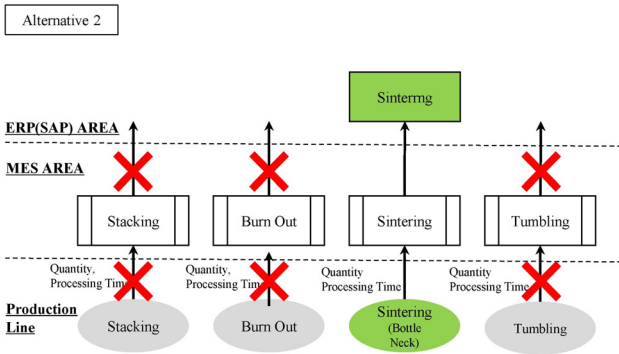 Alternative 2
Sinterrng
ERP(SAP) AREA
MES AREA
Stacking
Burn Out
Sintering
Tumbling
Quantity,
Processing Time
Quantity,
Processing Time
Quantity
Processing Time
Quantity
Processing Time
Production
Line
Stacking
Burn Out
Sintering
(Bottle
Neck)
Tumbling